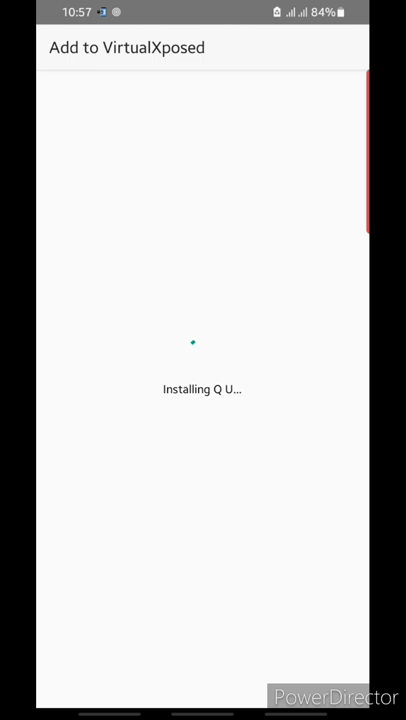 10:57 84%
Add to VirtualXposed
Installing Q U...
PowerDirector